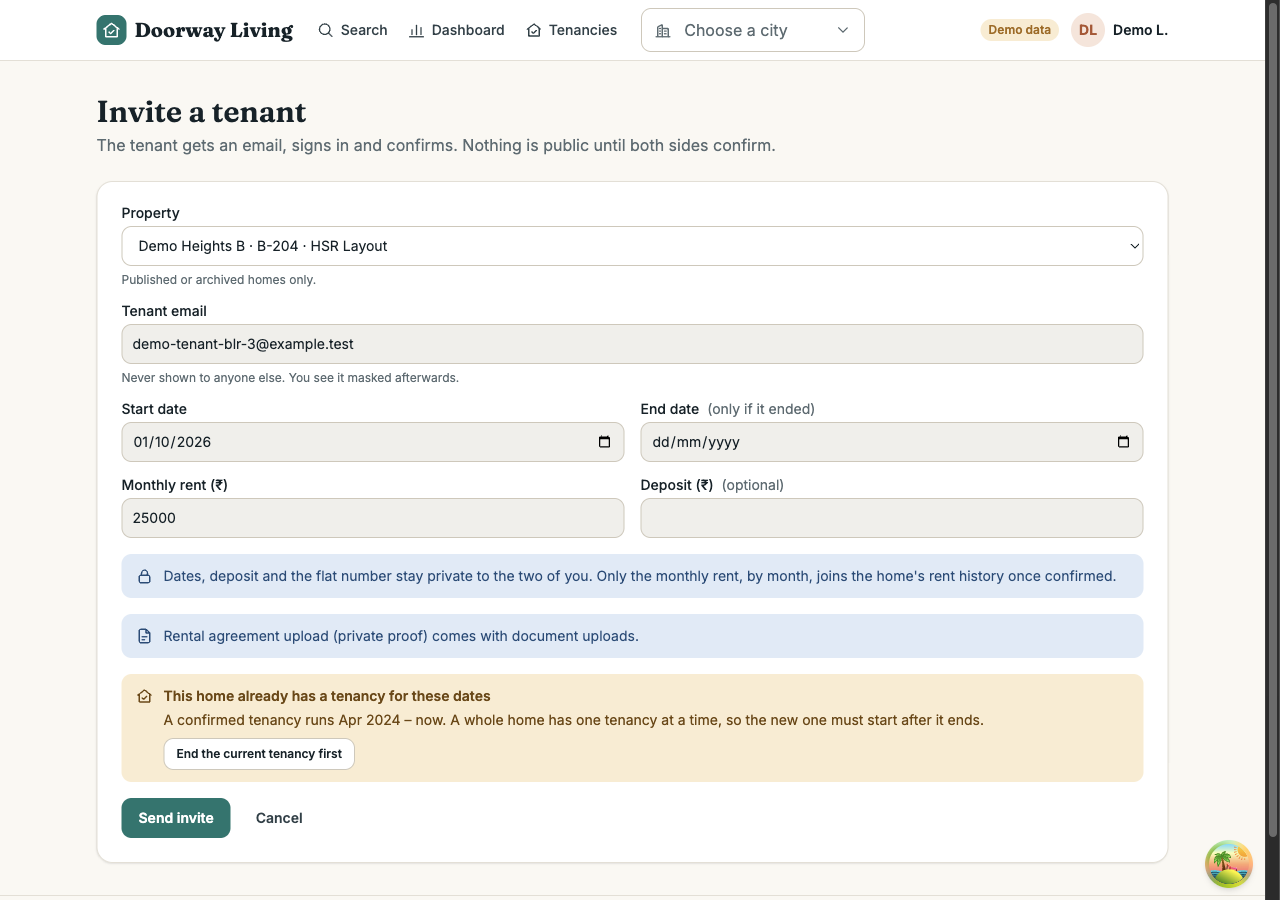 Doorway Living
Search
Dashboard
Tenancies
Choose a city
Demo data
DL
Demo L.
Invite a tenant
The tenant gets an email, signs in and confirms. Nothing is public until both sides confirm.
Property
Demo Heights B · B-204 · HSR Layout
Published or archived homes only.
Tenant email
demo-tenant-blr-3@example.test
Never shown to anyone else. You see it masked afterwards.
Start date
End date (only if it ended)
01/10/2026
dd/mm/yyyy
Monthly rent (₹)
Deposit (₹) (optional)
25000
Dates, deposit and the flat number stay private to the two of you. Only the monthly rent, by month, joins the home's rent history once confirmed.
Rental agreement upload (private proof) comes with document uploads.
This home already has a tenancy for these dates
A confirmed tenancy runs Apr 2024 – now. A whole home has one tenancy at a time, so the new one must start after it ends.
End the current tenancy first
Send invite
Cancel